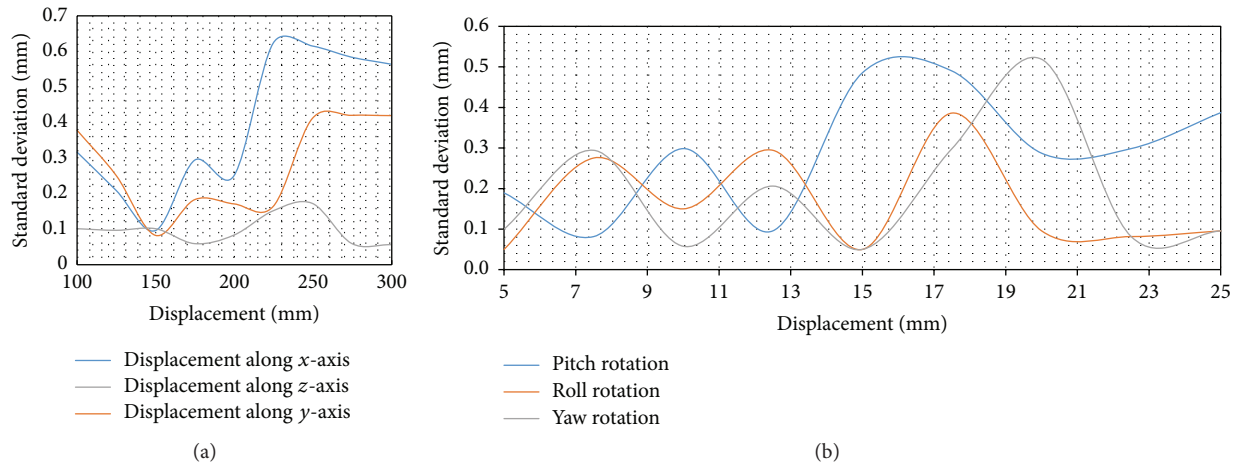 Standard deviation (mm)
0.7
0.6
0.5
0.4
0.3
0.2
0.1
0
100 150 200 250 300
Displacement (mm)
Displacement along x-axis
Displacement along z-axis
Displacement along y-axis
(a)
Standard deviation (mm)
0.6
0.5
0.4
0.3
0.2
0.1
0.0
5 7 9 11 13 15 17 19 21 23 25
Displacement (mm)
Pitch rotation
Roll rotation
Yaw rotation
(b)